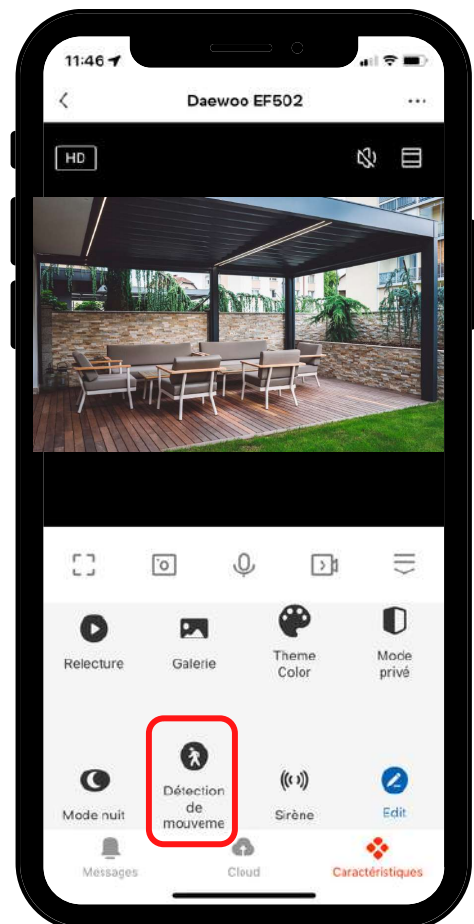 11:46
Daewoo EF502
HD
Relecture
Galerie
Theme
Color
Mode
privé
Mode nuit
Détection
de
mouveme
Sirène
Edit
Messages
Cloud
Caractéristiques